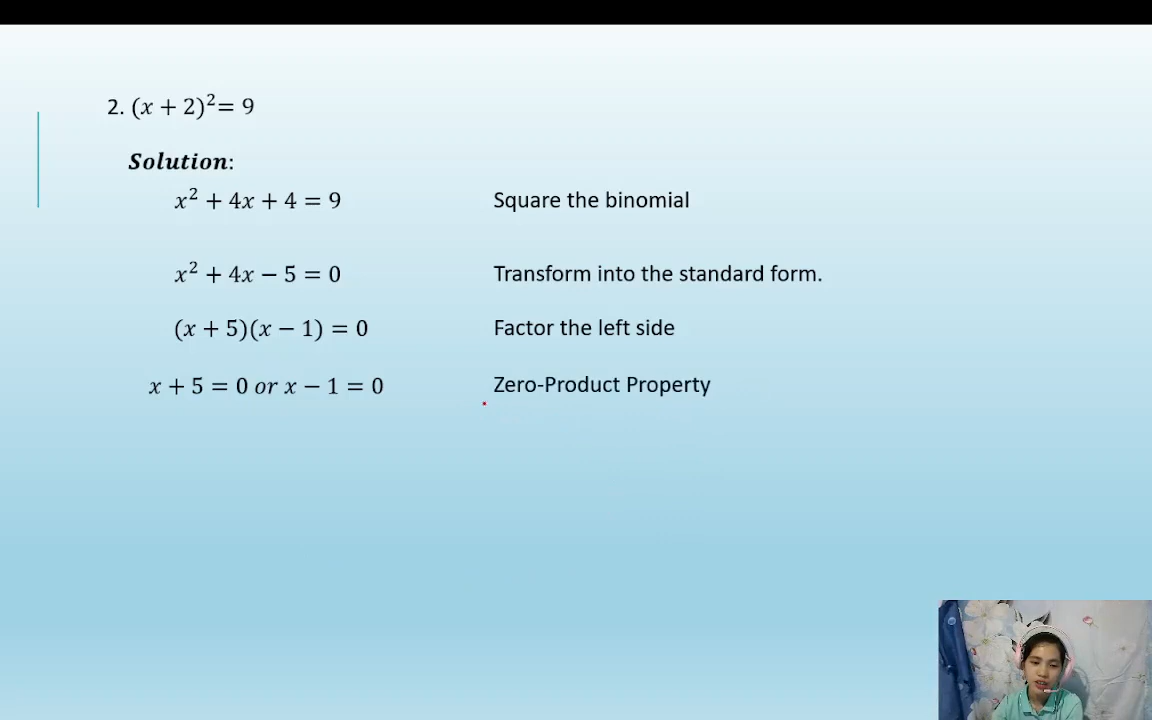 2. (x + 2)²= 9
Solution:
x² + 4x + 4 = 9 Square the binomial
x² + 4x − 5 = 0 Transform into the standard form.
(x + 5)(x − 1) = 0 Factor the left side
x + 5 = 0 or x − 1 = 0 Zero-Product Property